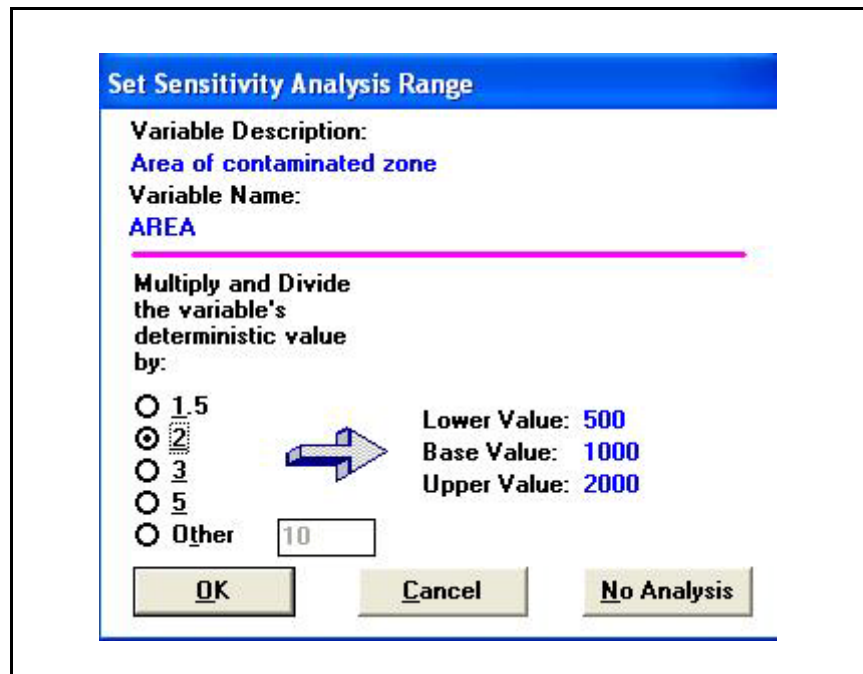 Set Sensitivity Analysis Range
Variable Description:
Area of contaminated zone
Variable Name:
AREA
Multiply and Divide
the variable's
deterministic value
by:
1.5
2
3
5
Other 10
Lower Value: 500
Base Value: 1000
Upper Value: 2000
OK Cancel No Analysis